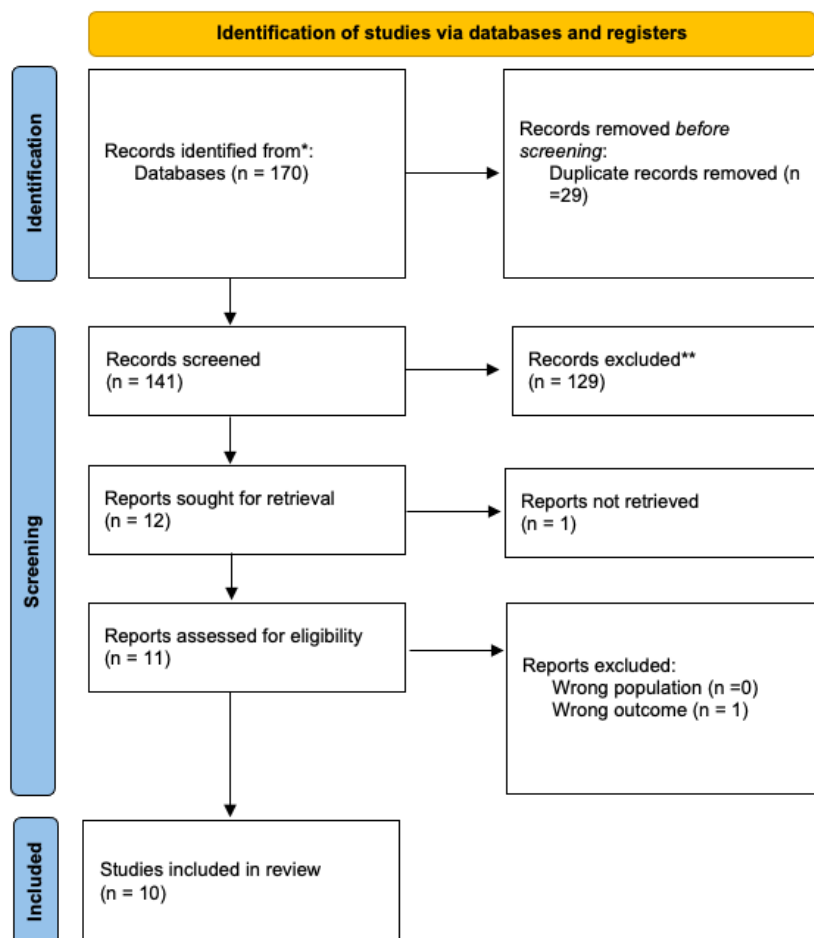 Identification of studies via databases and registers
Identification
Records identified from*:
Databases (n = 170)
Records removed before
screening:
Duplicate records removed (n
=29)
Screening
Records screened
(n = 141)
Records excluded**
(n = 129)
Reports sought for retrieval
(n = 12)
Reports not retrieved
(n = 1)
Reports assessed for eligibility
(n = 11)
Reports excluded:
Wrong population (n =0)
Wrong outcome (n = 1)
Included
Studies included in review
(n = 10)